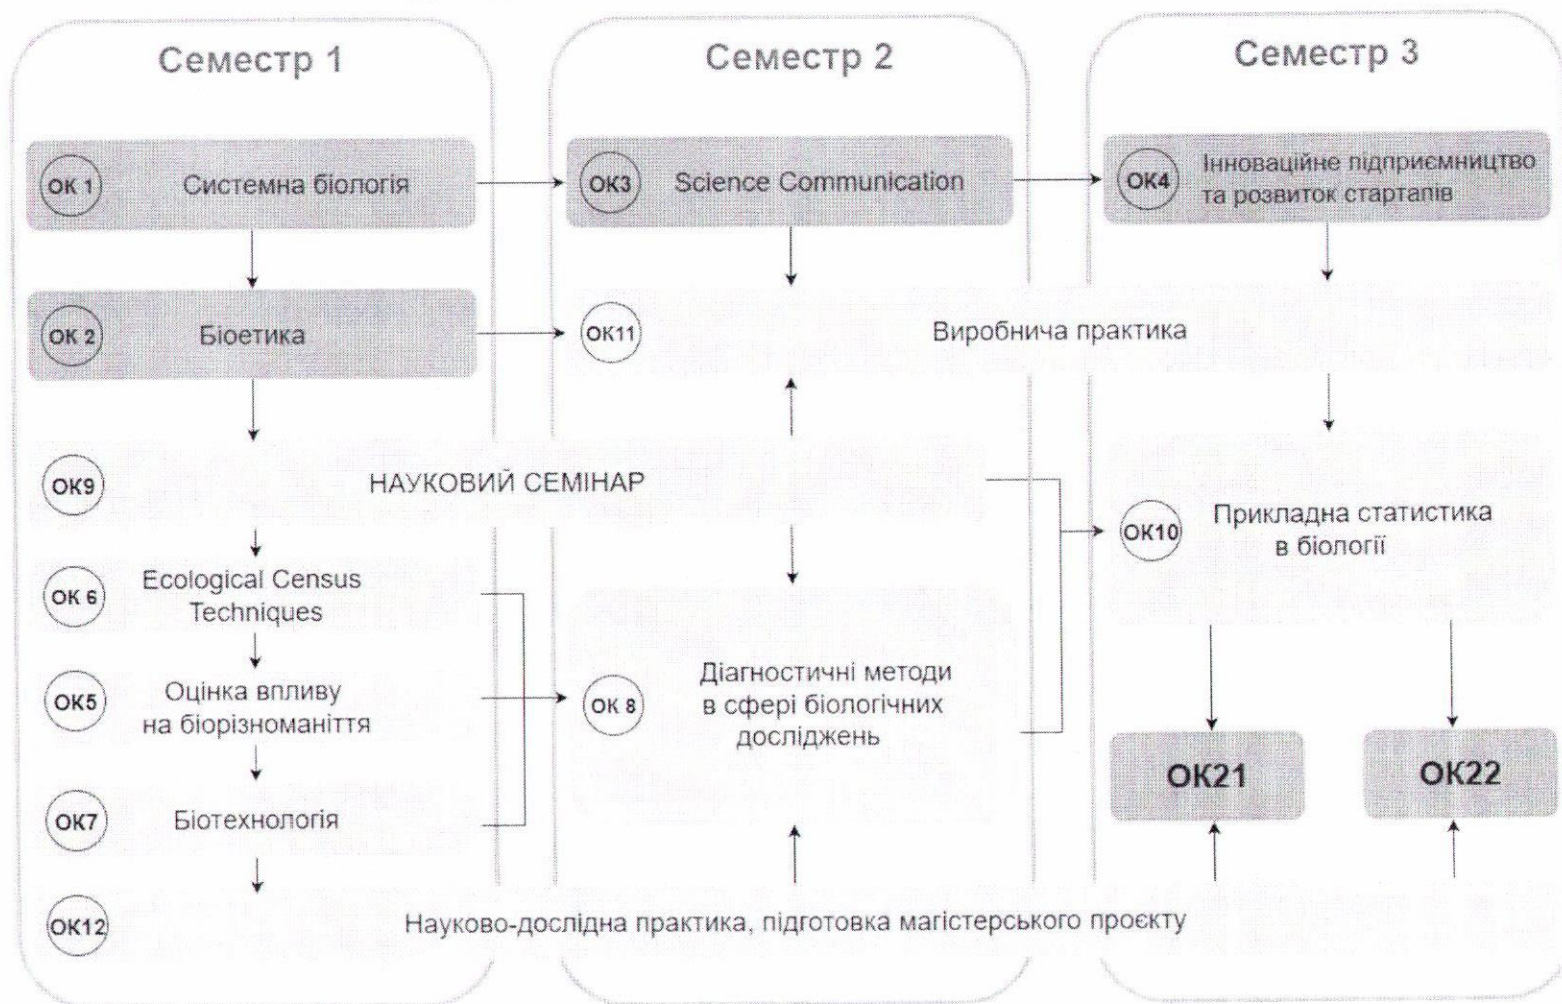 Семестр 1
Семестр 2
Семестр 3
ОК 1
Системна біологія
ОК3
Science Communication
ОК4
Інноваційне підприємництво
та розвиток стартапів
ОК 2
Біоетика
ОК11
Виробнича практика
ОК9
НАУКОВИЙ СЕМІНАР
ОК10
Прикладна статистика
в біології
ОК 6
Ecological Census
Techniques
ОК5
Оцінка впливу
на біорізноманіття
ОК 8
Діагностичні методи
в сфері біологічних
досліджень
ОК21
ОК22
ОК7
Біотехнологія
ОК12
Науково-дослідна практика, підготовка магістерського проєкту